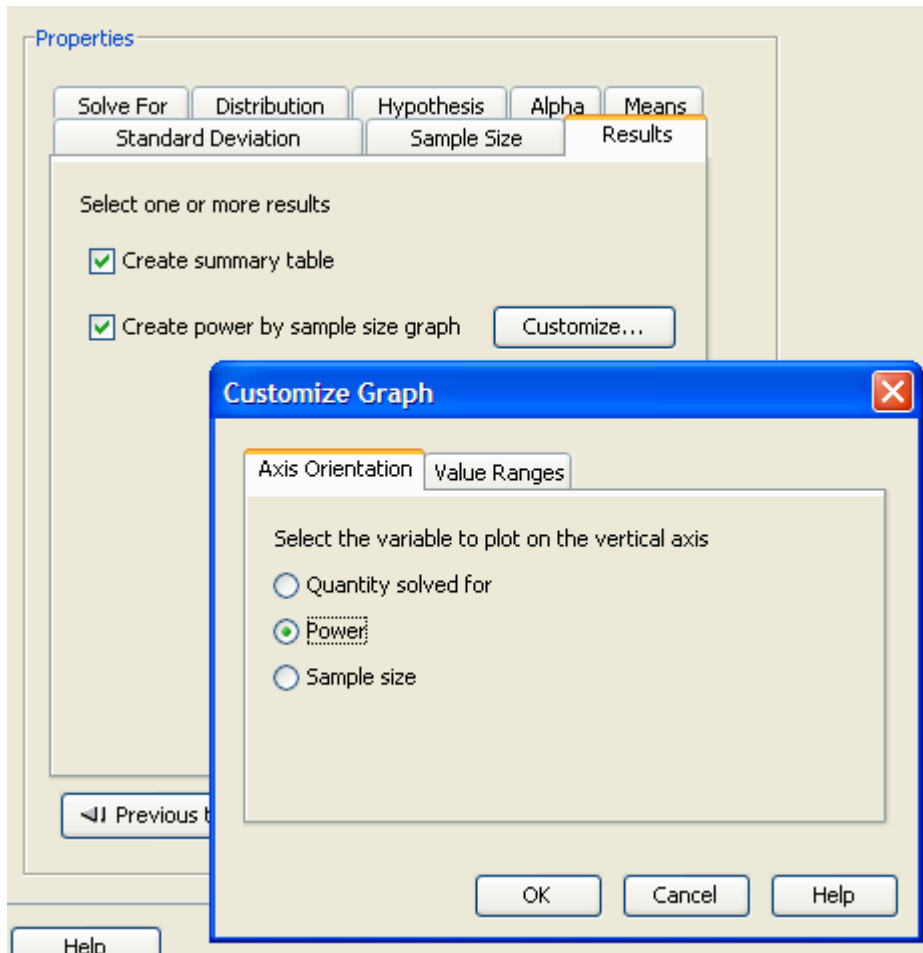 Properties
Solve For Distribution Hypothesis Alpha Means
Standard Deviation Sample Size Results
Select one or more results
Create summary table
Create power by sample size graph Customize...
Customize Graph
Axis Orientation Value Ranges
Select the variable to plot on the vertical axis
Quantity solved for
Power
Sample size
Previous t
OK Cancel Help
Help